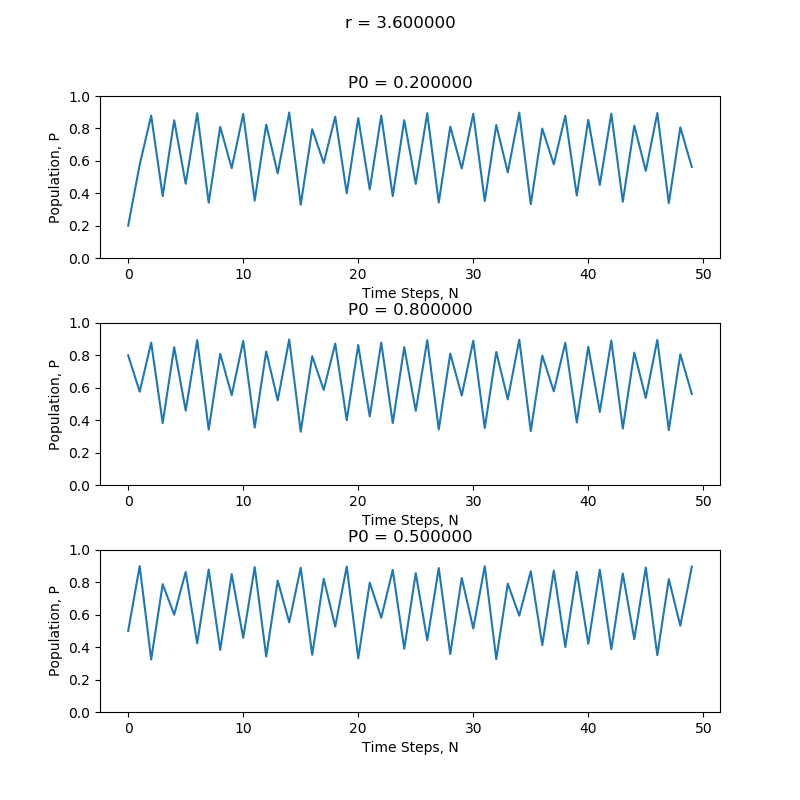 r = 3.600000
P0 = 0.200000
1.0
0.8
0.6
0.4
0.2
0.0
Population, P
0 10 20 30 40 50
Time Steps, N
P0 = 0.800000
1.0
0.8
0.6
0.4
0.2
0.0
Population, P
0 10 20 30 40 50
Time Steps, N
P0 = 0.500000
1.0
0.8
0.6
0.4
0.2
0.0
Population, P
0 10 20 30 40 50
Time Steps, N